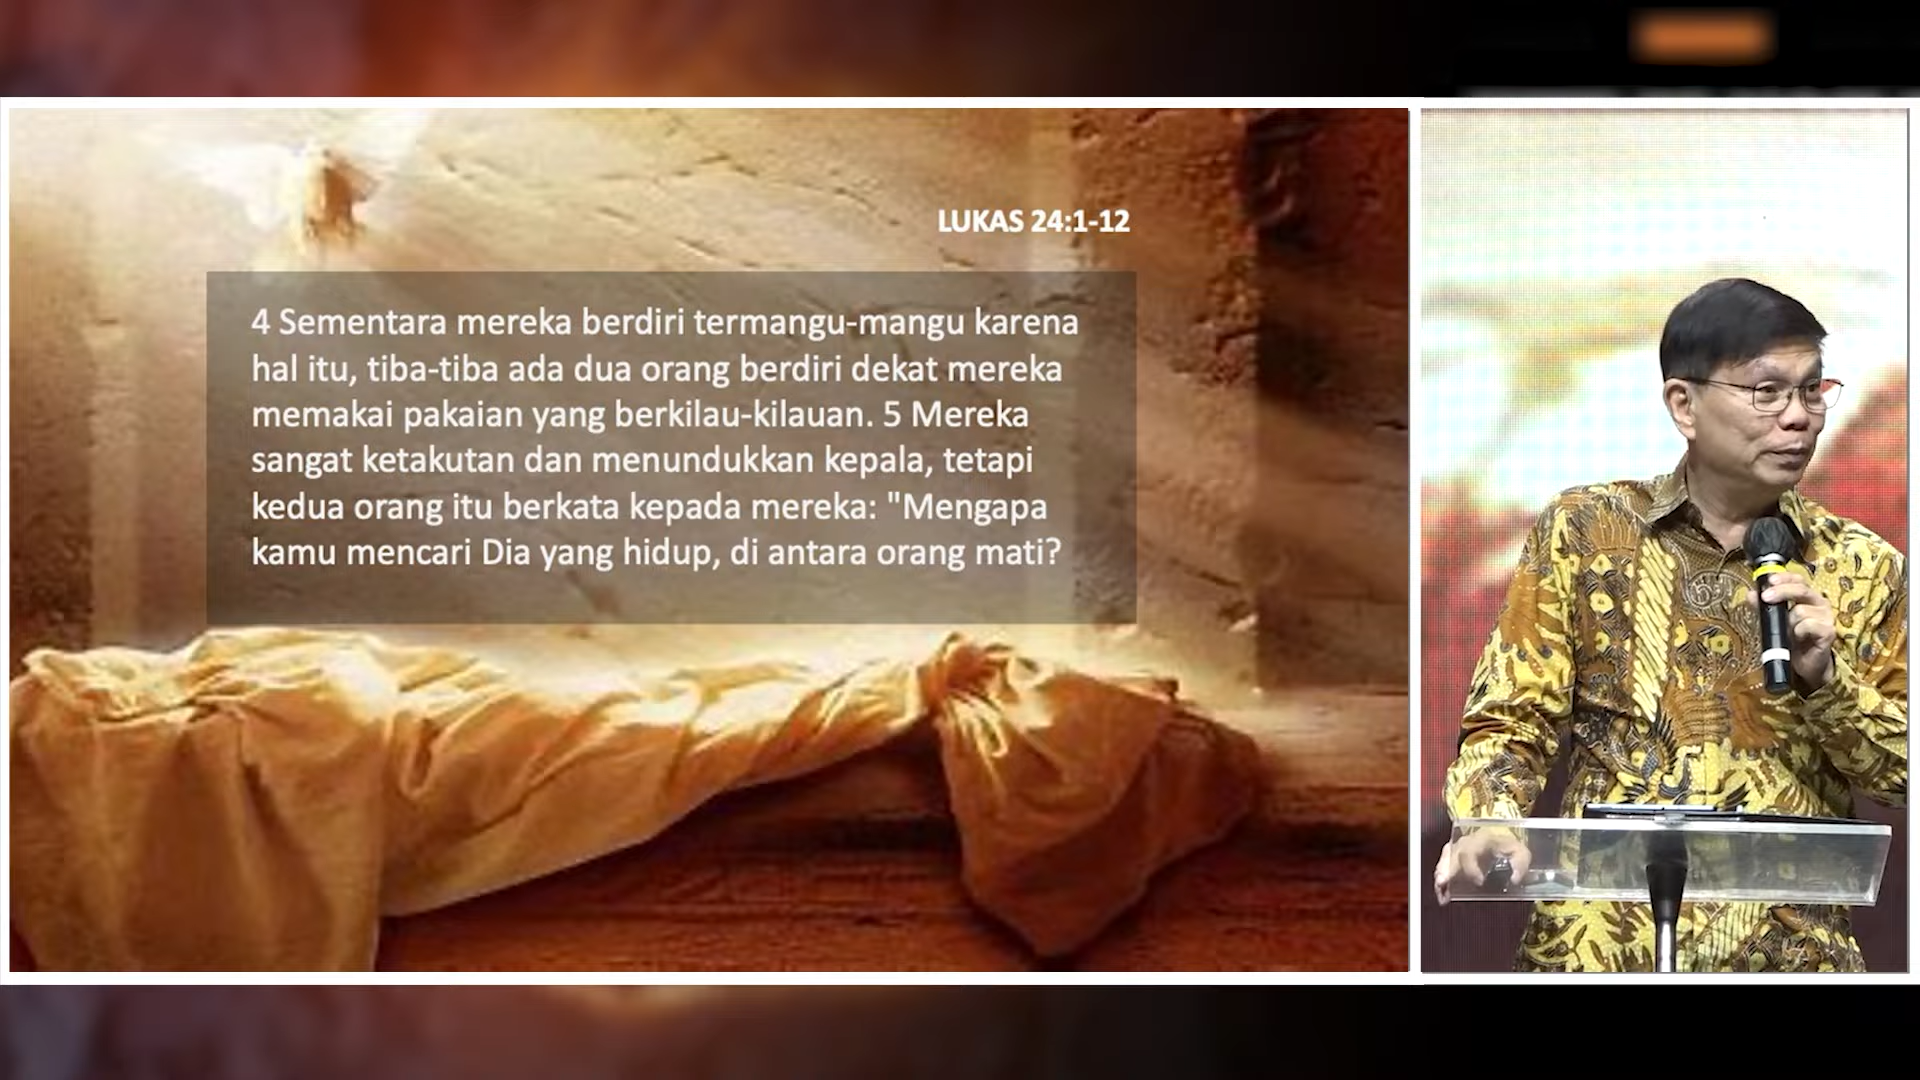 LUKAS 24:1-12
4 Sementara mereka berdiri termangu-mangu karena
hal itu, tiba-tiba ada dua orang berdiri dekat mereka
memakai pakaian yang berkilau-kilauan. 5 Mereka
sangat ketakutan dan menundukkan kepala, tetapi
kedua orang itu berkata kepada mereka: "Mengapa
kamu mencari Dia yang hidup, di antara orang mati?